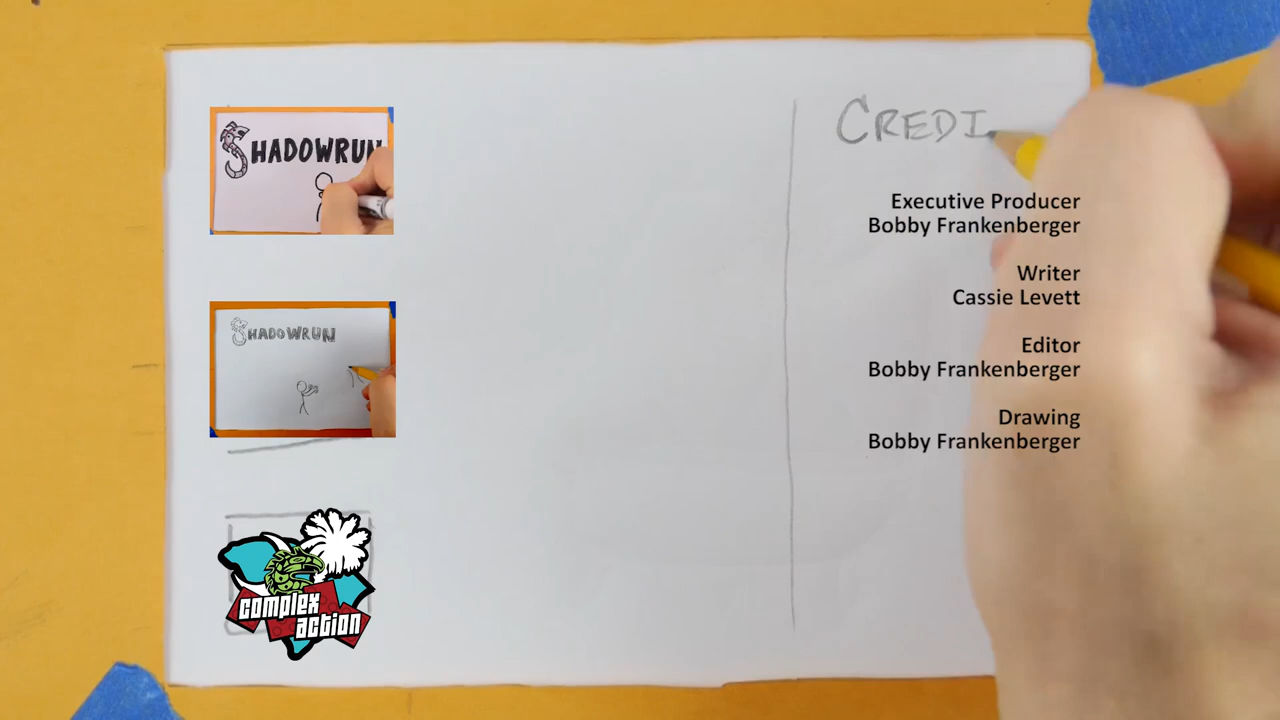 SHADOWRUN
SHADOWRUN
complex
action
CREDI
Executive Producer
Bobby Frankenberger
Writer
Cassie Levett
Editor
Bobby Frankenberger
Drawing
Bobby Frankenberger